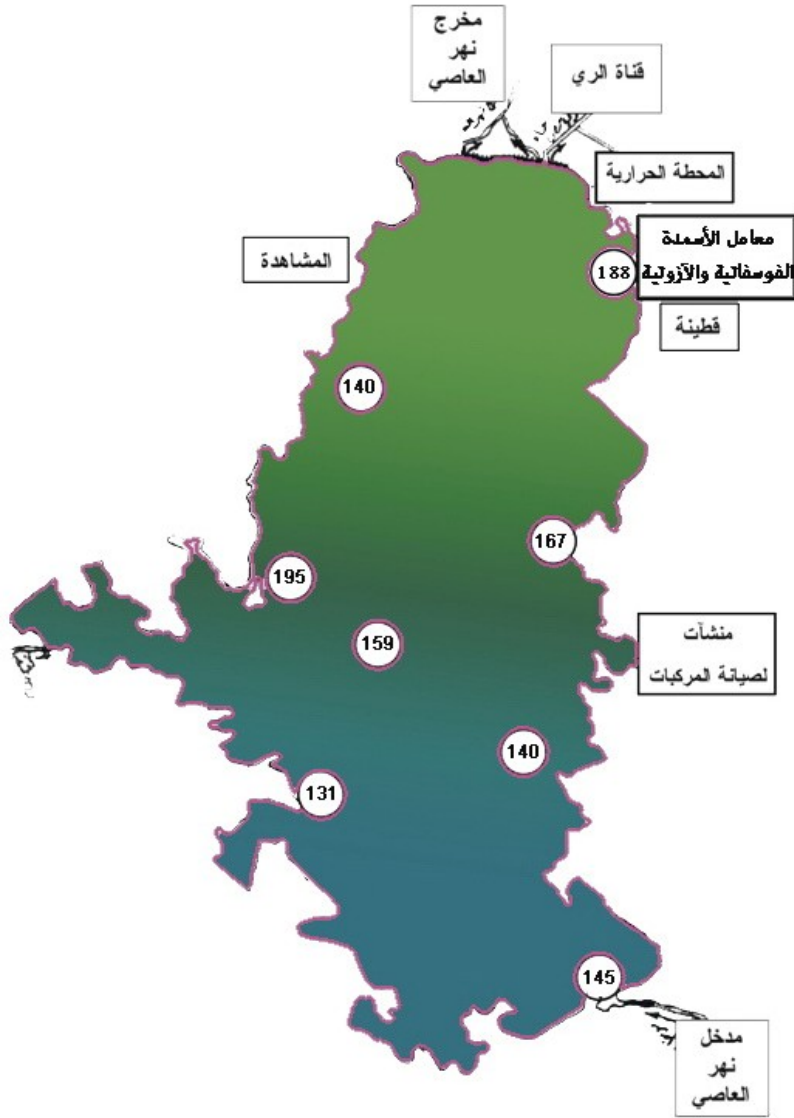 مخرج
نهر
العاصي
قناة الري
المحطة الحرارية
معامل الأسمدة
الفوسفاتية والآزوتية
188
المشاهدة
قطينة
140
167
195
159
منشآت
لصيانة المركبات
140
131
145
مدخل
نهر
العاصي